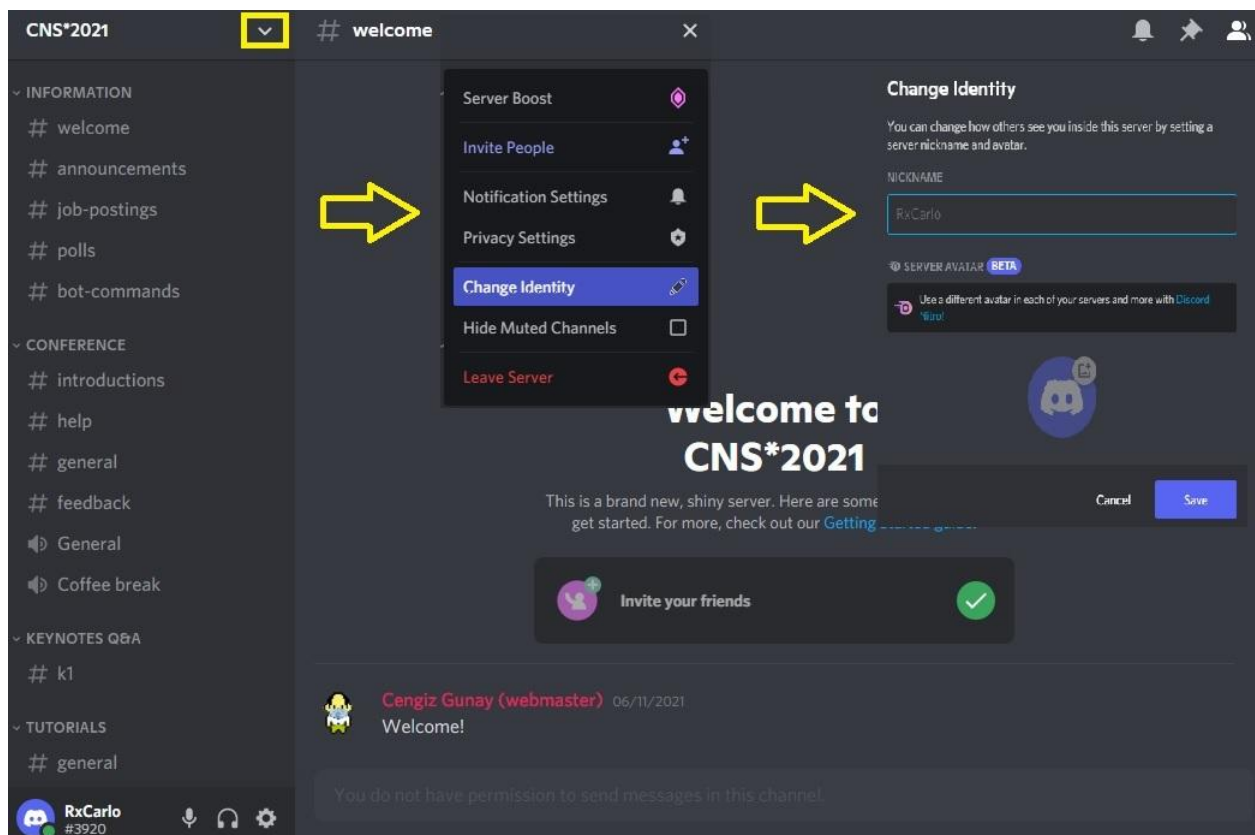 CNS*2021
# welcome
INFORMATION
# welcome
# announcements
# job-postings
# polls
# bot-commands
CONFERENCE
# introductions
# help
# general
# feedback
General
Coffee break
KEYNOTES Q&A
# k1
TUTORIALS
# general
RxCarlo
#3920
Server Boost
Invite People
Notification Settings
Privacy Settings
Change Identity
Hide Muted Channels
Leave Server
Welcome to
CNS*2021
This is a brand new, shiny server. Here are some
get started. For more, check out our Getting
Invite your friends
Cengiz Gunay (webmaster) 06/11/2021
Welcome!
You do not have permission to send messages in this channel.
Change Identity
You can change how others see you inside this server by setting a
server nickname and avatar.
NICKNAME
RxCarlo
SERVER AVATAR BETA
Use a different avatar in each of your servers and more with Discord
Nitro!
Cancel
Save